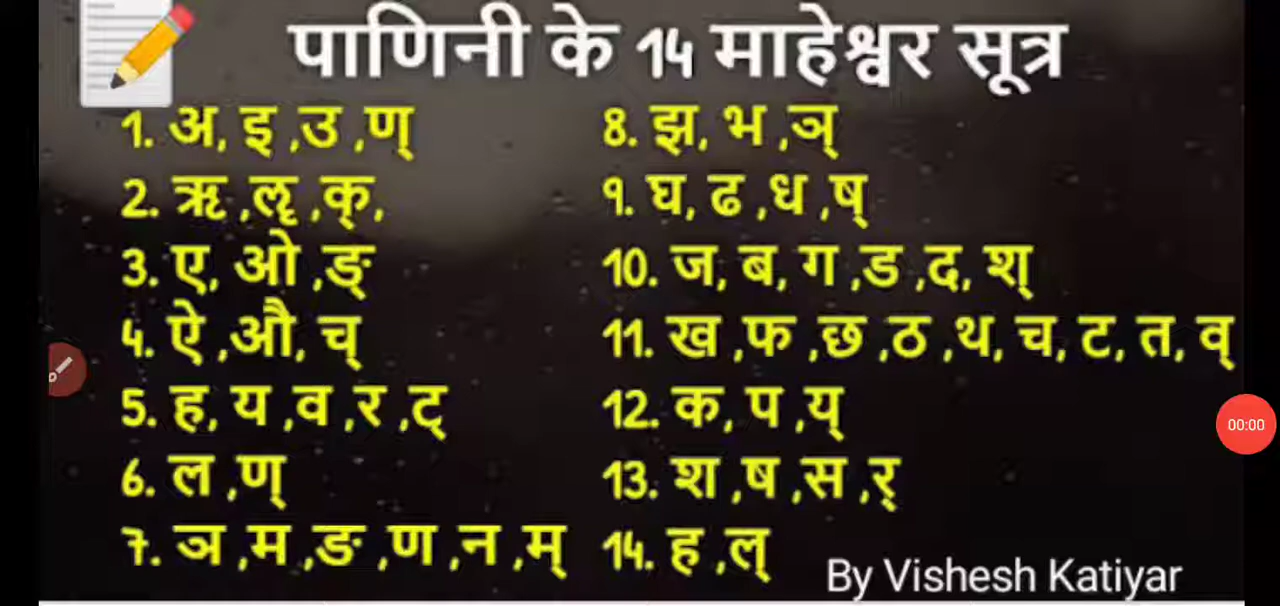 पाणिनी के 14 माहेश्वर सूत्र
1. अ, इ ,उ ,ण्
2. ऋ ,ऌ ,क्,
3. ए, ओ ,ङ्
4. ऐ ,औ, च्
5. ह, य ,व ,र ,ट्
6. ल ,ण्
7. ञ ,म ,ङ ,ण ,न ,म्
8. झ, भ ,ञ्
9. घ, ढ ,ध ,ष्
10. ज, ब, ग ,ड ,द, श्
11. ख ,फ ,छ ,ठ ,थ, च, ट, त, व्
12. क, प ,य्
13. श ,ष ,स ,र्
14. ह ,ल्
By Vishesh Katiyar
00:00